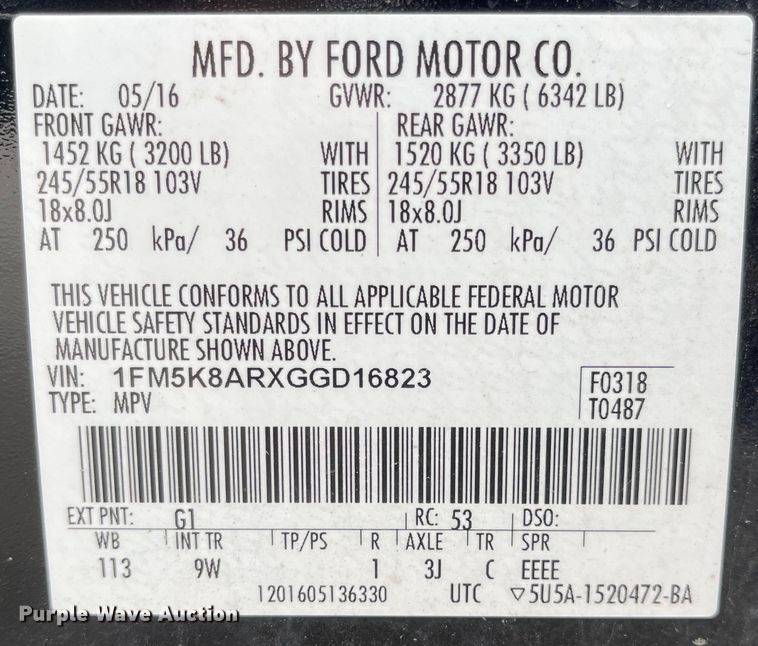 MFD. BY FORD MOTOR CO.
DATE: 05/16 GVWR: 2877 KG ( 6342 LB)
FRONT GAWR: REAR GAWR:
1452 KG ( 3200 LB) WITH 1520 KG ( 3350 LB) WITH
245/55R18 103V TIRES 245/55R18 103V TIRES
18x8.0J RIMS 18x8.0J RIMS
AT 250 kPa/ 36 PSI COLD AT 250 kPa/ 36 PSI COLD
THIS VEHICLE CONFORMS TO ALL APPLICABLE FEDERAL MOTOR
VEHICLE SAFETY STANDARDS IN EFFECT ON THE DATE OF
MANUFACTURE SHOWN ABOVE.
VIN: 1FM5K8ARXGGD16823 F0318
TYPE: MPV T0487
EXT PNT: G1 RC: 53 DSO:
WB INT TR TP/PS R AXLE TR SPR
113 9W 1 3J C EEEE
1201605136330 UTC ▽5U5A-1520472-BA
Purple Wave Auction